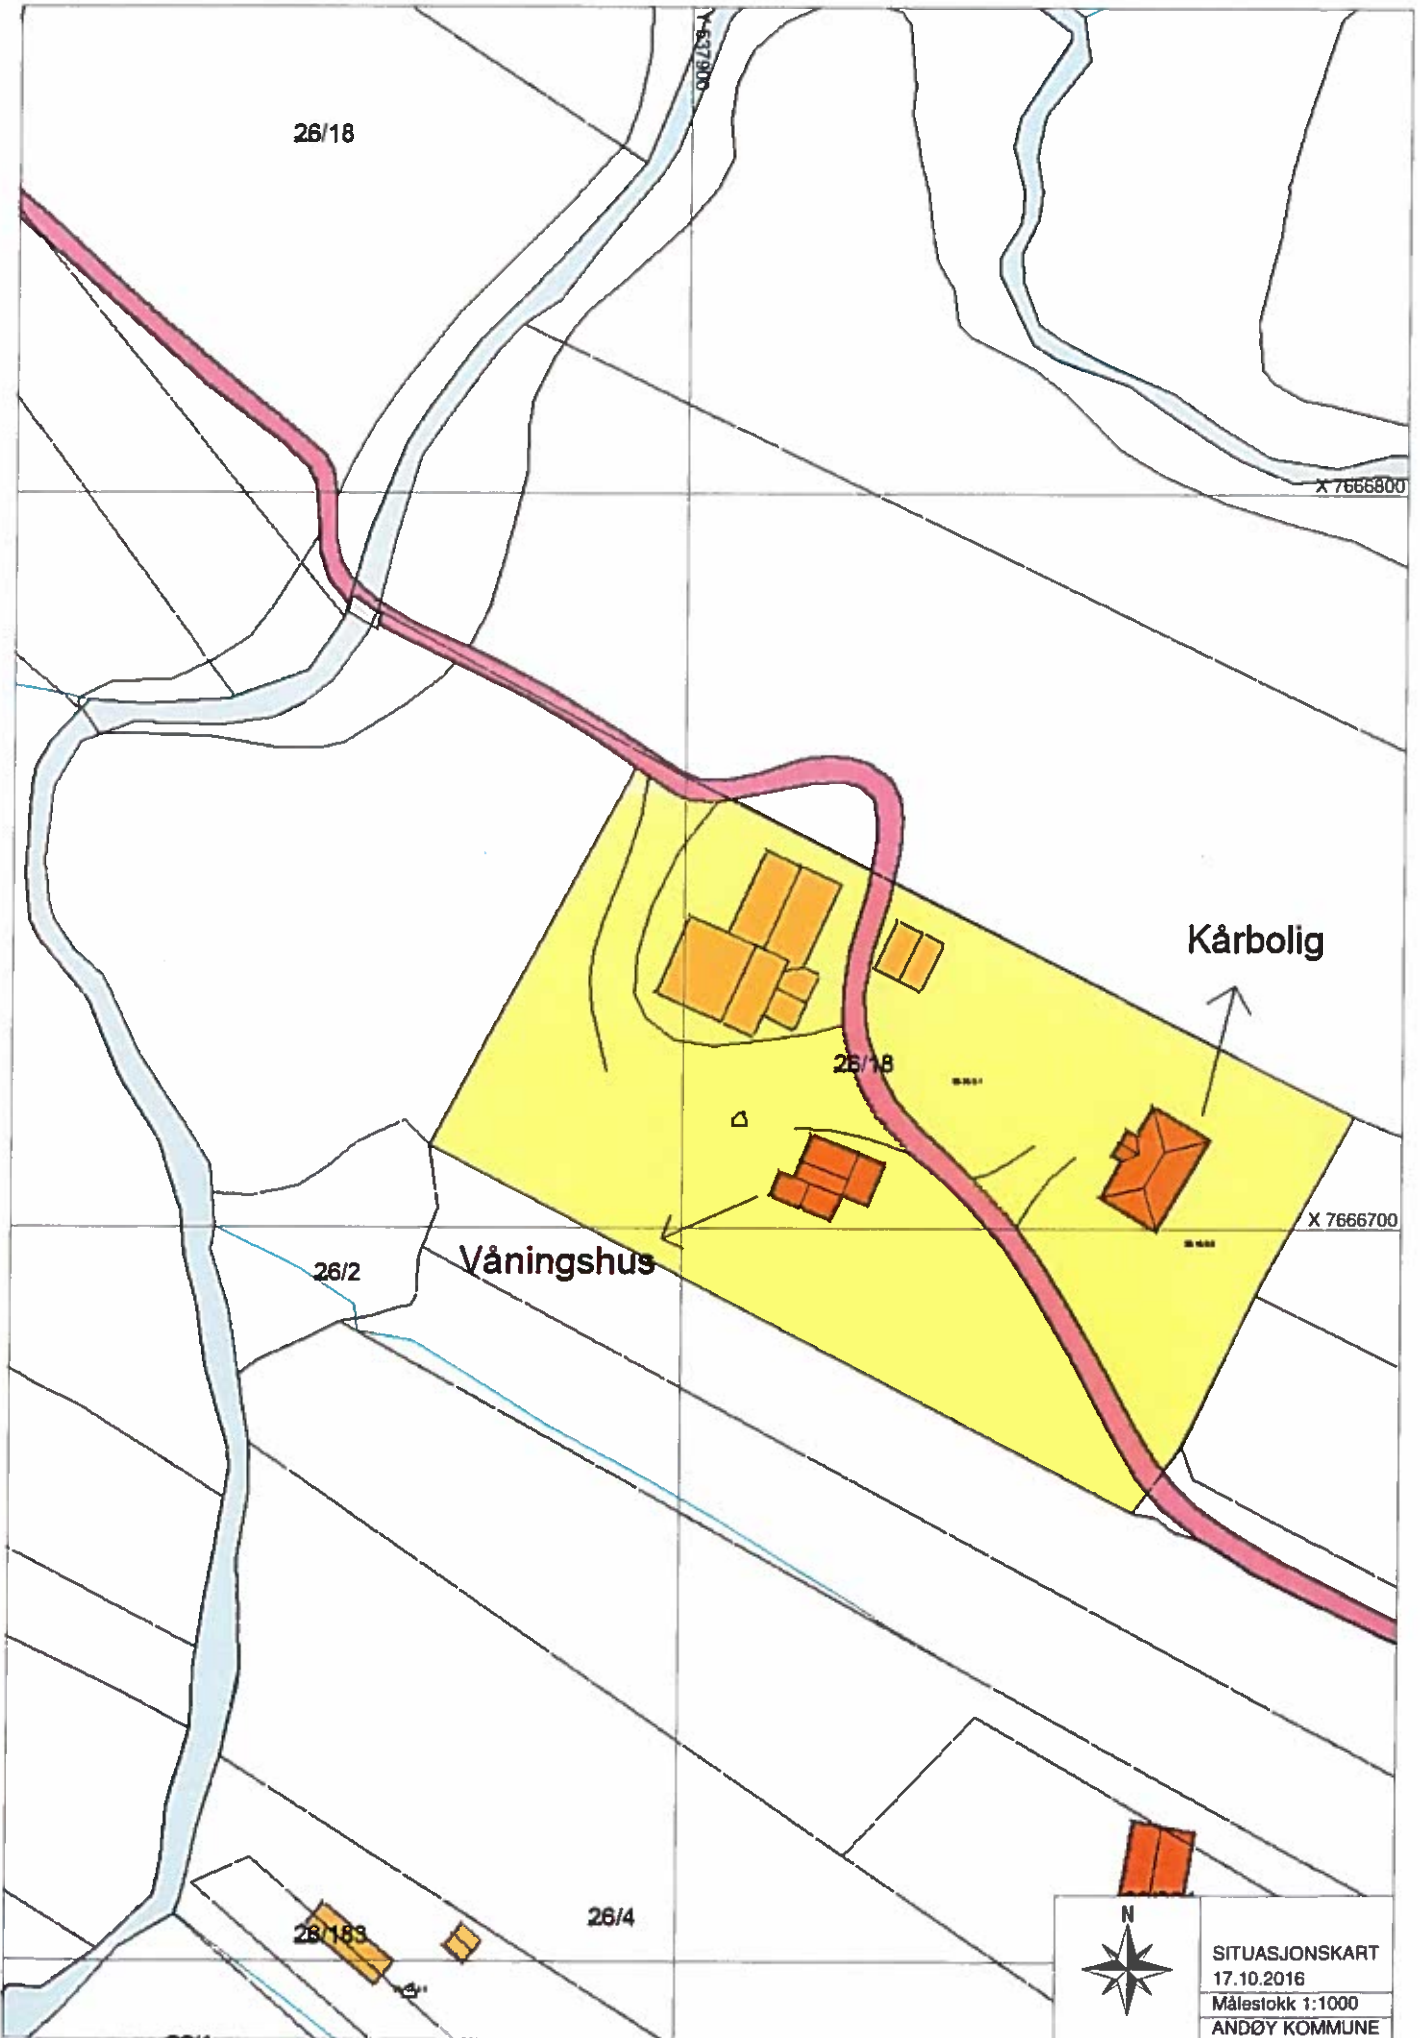 Y 537900
26/18
X 7666800
Kårbolig
26/18
X 7666700
Våningshus
26/2
26/4
26/183
N
SITUASJONSKART
17.10.2016
Målestokk 1:1000
ANDØY KOMMUNE